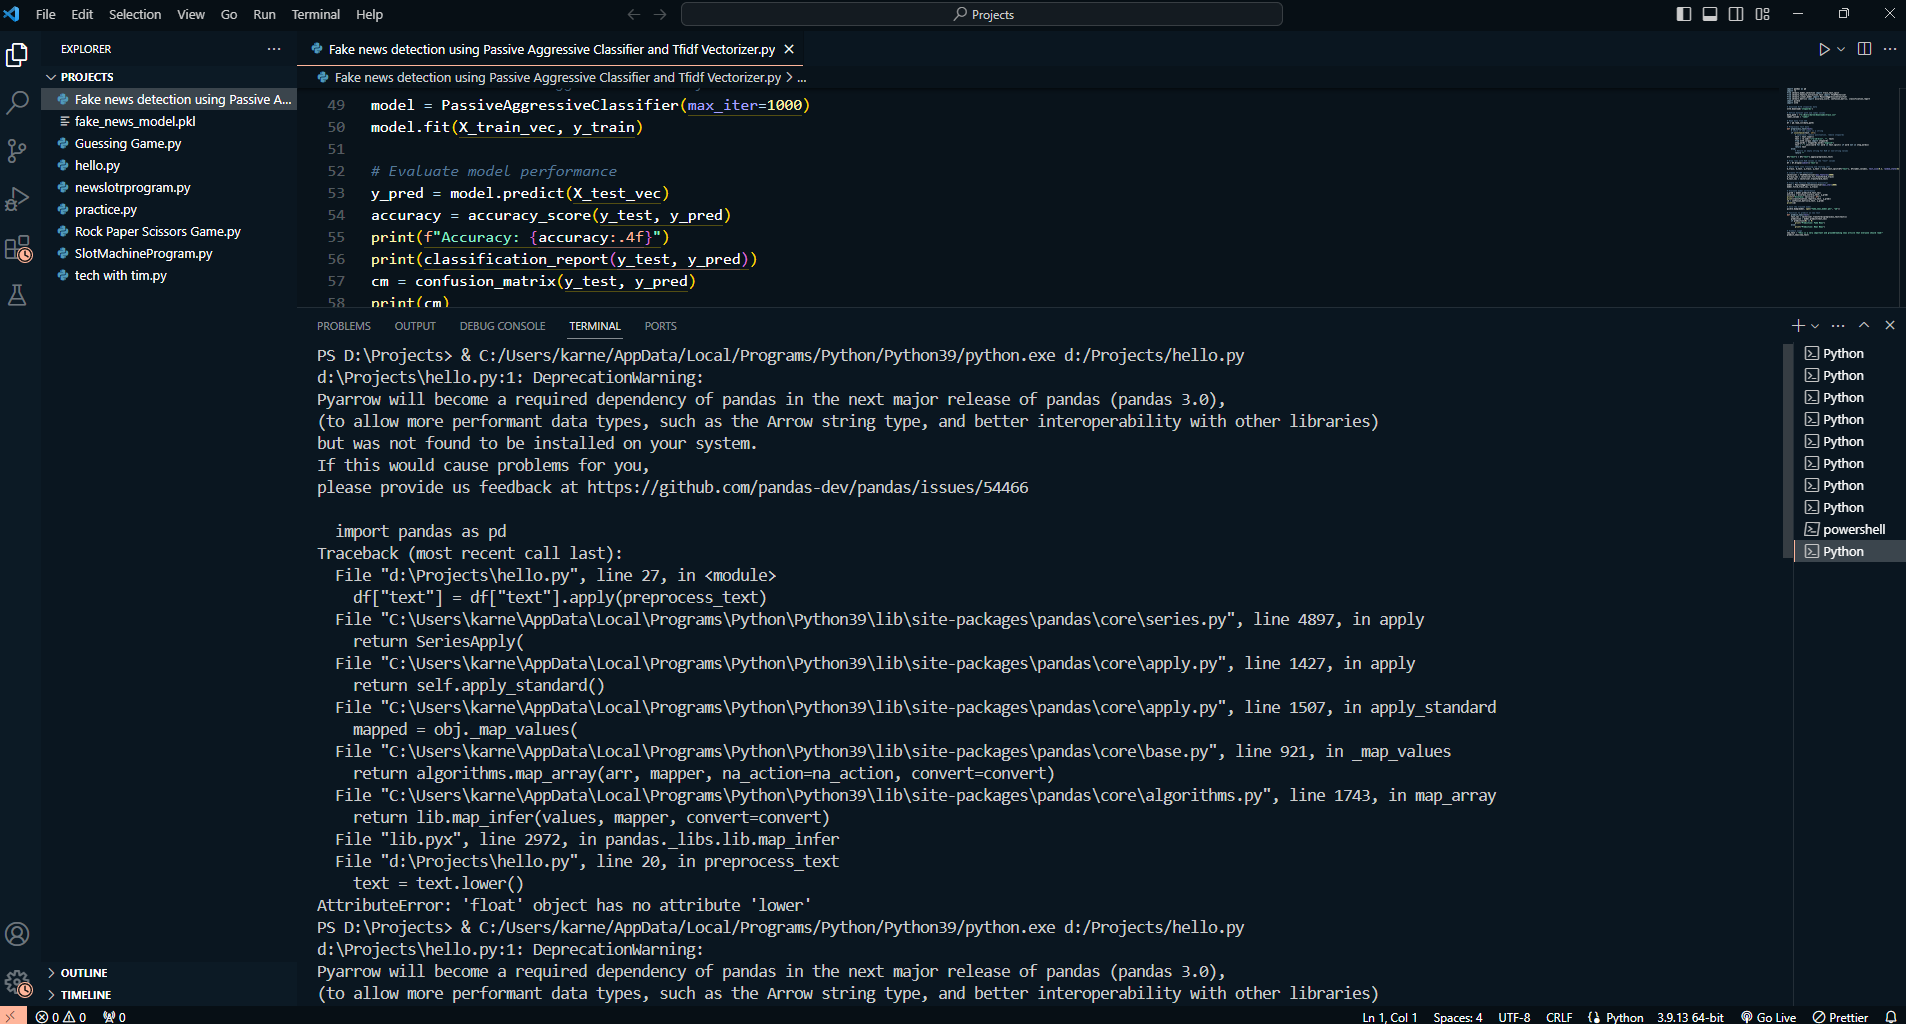 File Edit Selection View Go Run Terminal Help
Projects
EXPLORER
PROJECTS
Fake news detection using Passive A...
fake_news_model.pkl
Guessing Game.py
hello.py
newslotrprogram.py
practice.py
Rock Paper Scissors Game.py
SlotMachineProgram.py
tech with tim.py
OUTLINE
TIMELINE
Fake news detection using Passive Aggressive Classifier and Tfidf Vectorizer.py
Fake news detection using Passive Aggressive Classifier and Tfidf Vectorizer.py > ...
49 model = PassiveAggressiveClassifier(max_iter=1000)
50 model.fit(X_train_vec, y_train)
51
52 # Evaluate model performance
53 y_pred = model.predict(X_test_vec)
54 accuracy = accuracy_score(y_test, y_pred)
55 print(f"Accuracy: {accuracy:.4f}")
56 print(classification_report(y_test, y_pred))
57 cm = confusion_matrix(y_test, y_pred)
58 print(cm)
PROBLEMS OUTPUT DEBUG CONSOLE TERMINAL PORTS
PS D:\Projects> & C:/Users/karne/AppData/Local/Programs/Python/Python39/python.exe d:/Projects/hello.py
d:\Projects\hello.py:1: DeprecationWarning:
Pyarrow will become a required dependency of pandas in the next major release of pandas (pandas 3.0),
(to allow more performant data types, such as the Arrow string type, and better interoperability with other libraries)
but was not found to be installed on your system.
If this would cause problems for you,
please provide us feedback at https://github.com/pandas-dev/pandas/issues/54466
import pandas as pd
Traceback (most recent call last):
File "d:\Projects\hello.py", line 27, in <module>
df["text"] = df["text"].apply(preprocess_text)
File "C:\Users\karne\AppData\Local\Programs\Python\Python39\lib\site-packages\pandas\core\series.py", line 4897, in apply
return SeriesApply(
File "C:\Users\karne\AppData\Local\Programs\Python\Python39\lib\site-packages\pandas\core\apply.py", line 1427, in apply
return self.apply_standard()
File "C:\Users\karne\AppData\Local\Programs\Python\Python39\lib\site-packages\pandas\core\apply.py", line 1507, in apply_standard
mapped = obj._map_values(
File "C:\Users\karne\AppData\Local\Programs\Python\Python39\lib\site-packages\pandas\core\base.py", line 921, in _map_values
return algorithms.map_array(arr, mapper, na_action=na_action, convert=convert)
File "C:\Users\karne\AppData\Local\Programs\Python\Python39\lib\site-packages\pandas\core\algorithms.py", line 1743, in map_array
return lib.map_infer(values, mapper, convert=convert)
File "lib.pyx", line 2972, in pandas._libs.lib.map_infer
File "d:\Projects\hello.py", line 20, in preprocess_text
text = text.lower()
AttributeError: 'float' object has no attribute 'lower'
PS D:\Projects> & C:/Users/karne/AppData/Local/Programs/Python/Python39/python.exe d:/Projects/hello.py
d:\Projects\hello.py:1: DeprecationWarning:
Pyarrow will become a required dependency of pandas in the next major release of pandas (pandas 3.0),
(to allow more performant data types, such as the Arrow string type, and better interoperability with other libraries)
Python
Python
Python
Python
Python
Python
Python
Python
powershell
Python
0 0 0
Ln 1, Col 1 Spaces: 4 UTF-8 CRLF Python 3.9.13 64-bit Go Live Prettier